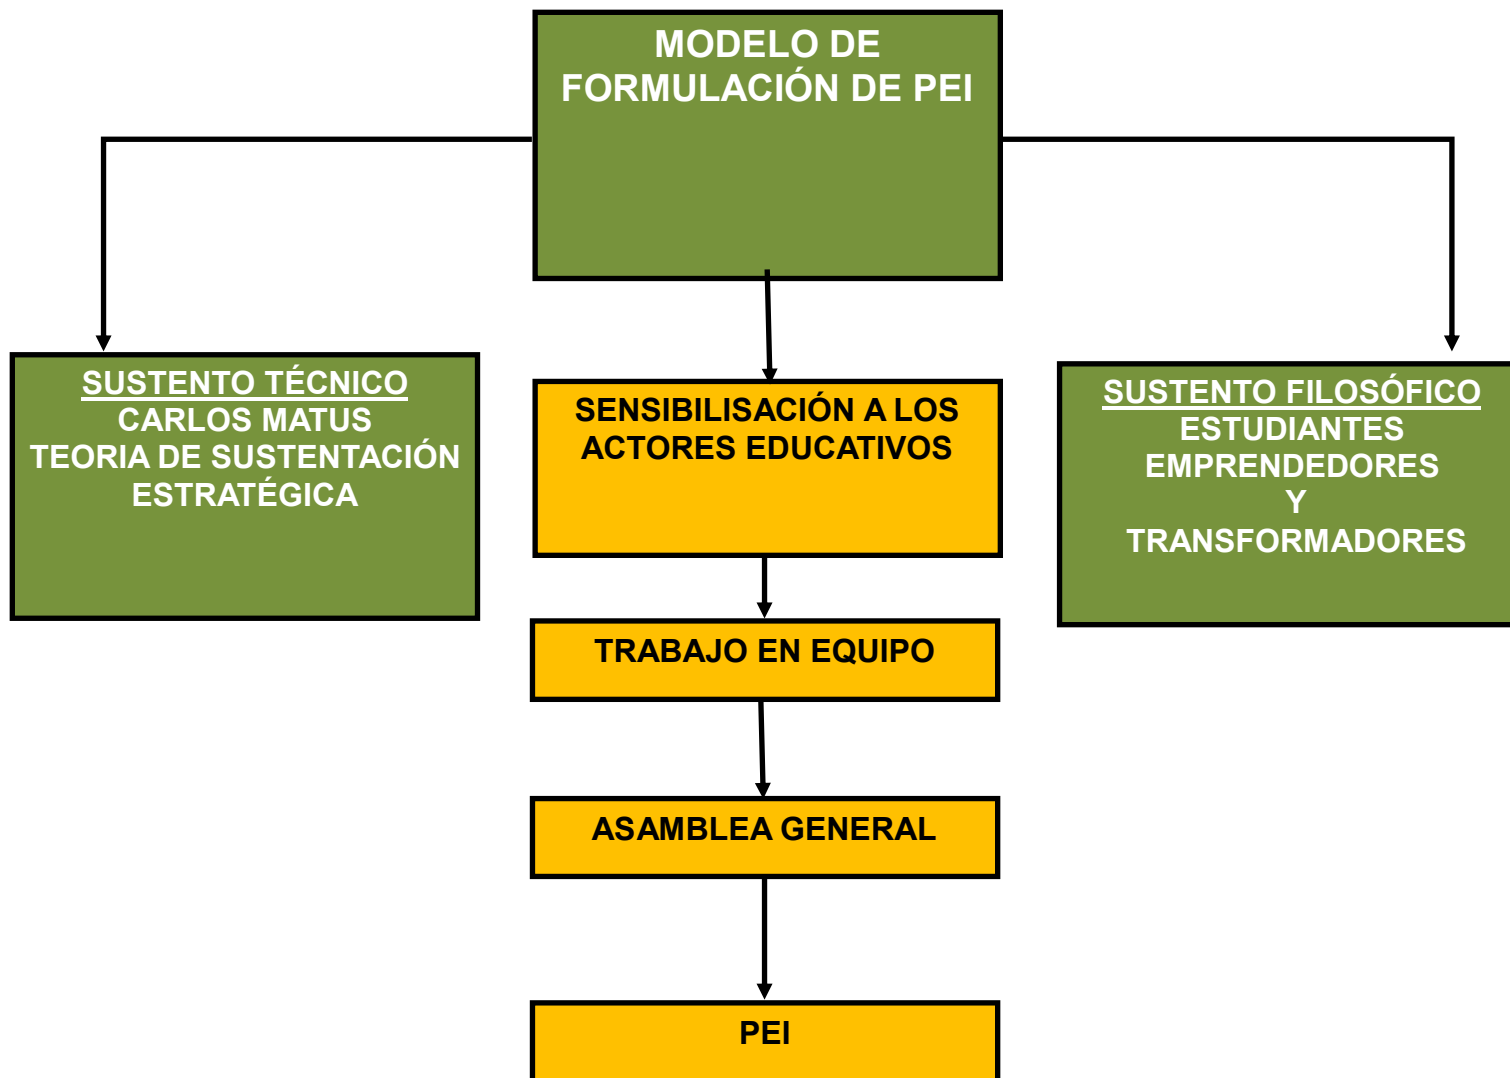 MODELO DE
FORMULACIÓN DE PEI
SUSTENTO TÉCNICO
CARLOS MATUS
TEORIA DE SUSTENTACIÓN
ESTRATÉGICA
SENSIBILISACIÓN A LOS
ACTORES EDUCATIVOS
SUSTENTO FILOSÓFICO
ESTUDIANTES
EMPRENDEDORES
Y
TRANSFORMADORES
TRABAJO EN EQUIPO
ASAMBLEA GENERAL
PEI